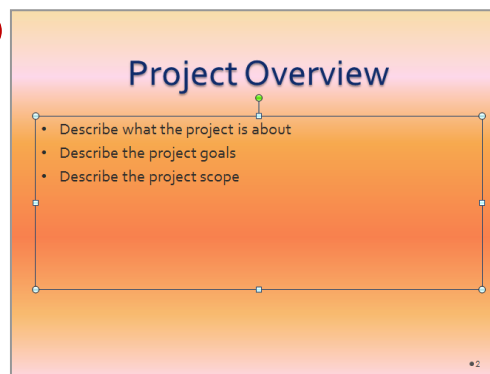 Project Overview
• Describe what the project is about
• Describe the project goals
• Describe the project scope
2